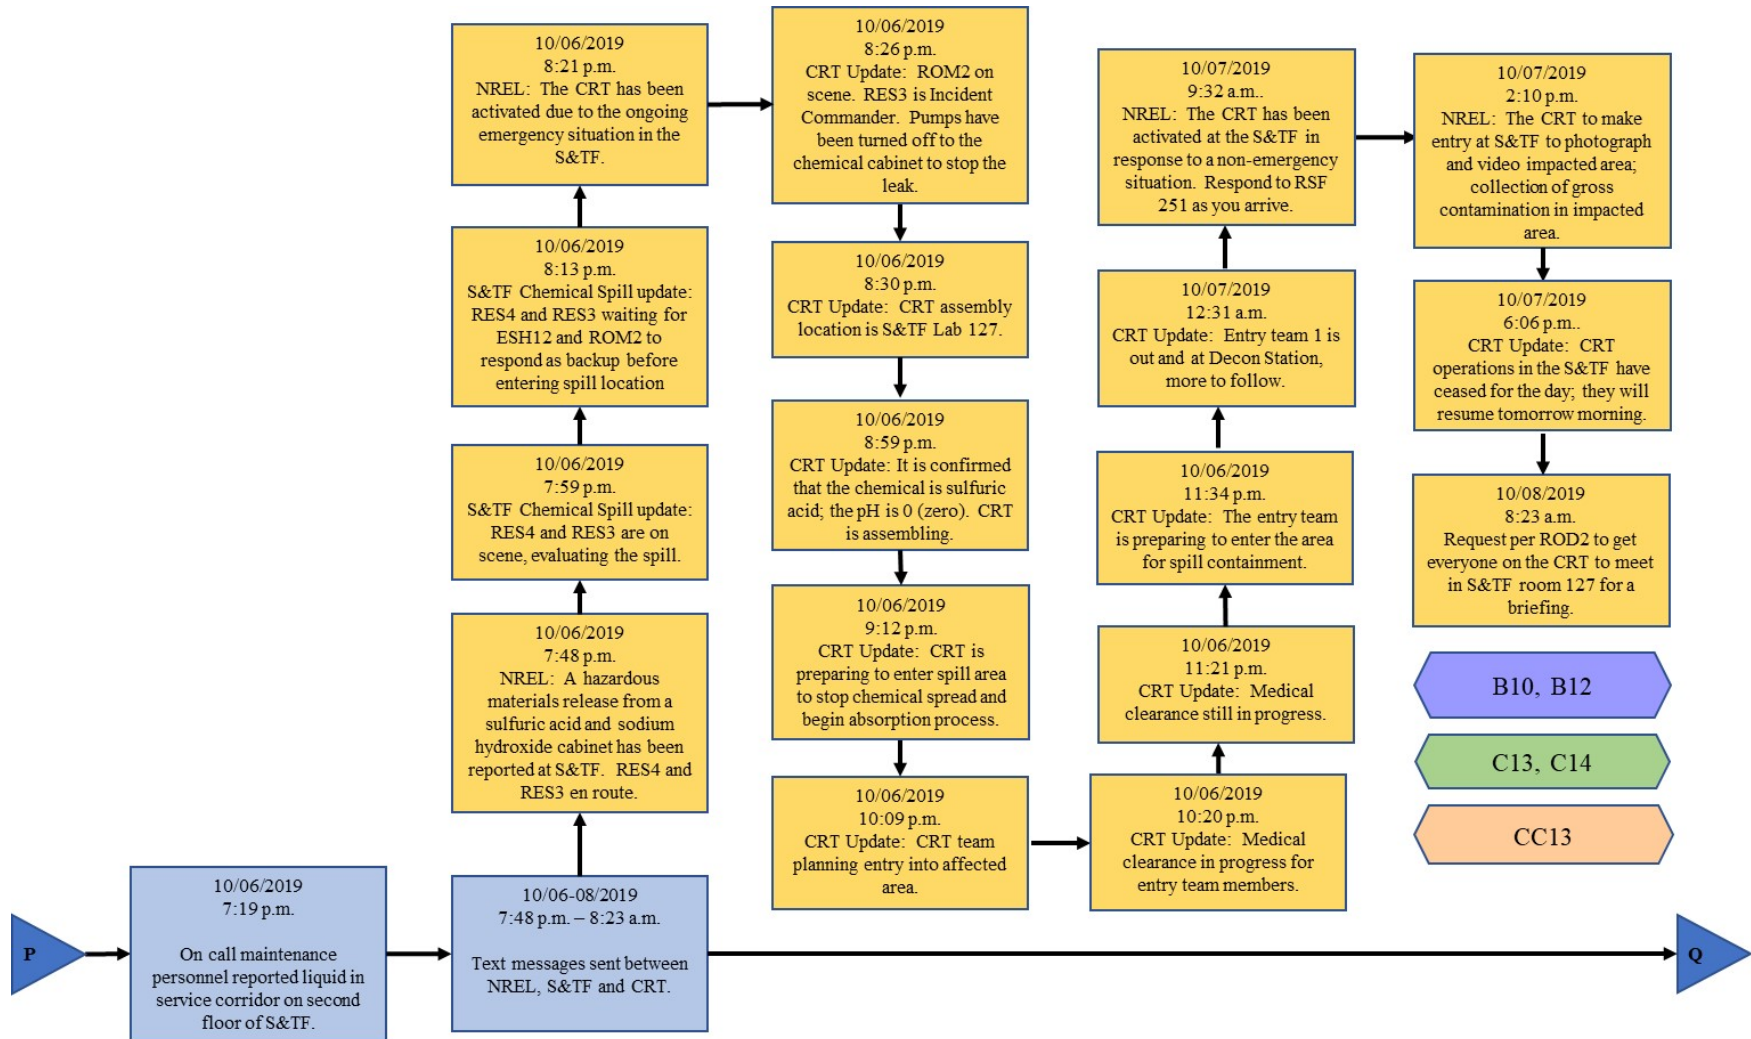 P
10/06/2019
7:19 p.m.
On call maintenance
personnel reported liquid in
service corridor on second
floor of S&TF.
10/06-08/2019
7:48 p.m. – 8:23 a.m.
Text messages sent between
NREL, S&TF and CRT.
10/06/2019
7:48 p.m.
NREL: A hazardous
materials release from a
sulfuric acid and sodium
hydroxide cabinet has been
reported at S&TF. RES4 and
RES3 en route.
10/06/2019
7:59 p.m.
S&TF Chemical Spill update:
RES4 and RES3 are on
scene, evaluating the spill.
10/06/2019
8:13 p.m.
S&TF Chemical Spill update:
RES4 and RES3 waiting for
ESH12 and ROM2 to
respond as backup before
entering spill location
10/06/2019
8:21 p.m.
NREL: The CRT has been
activated due to the ongoing
emergency situation in the
S&TF.
10/06/2019
8:26 p.m.
CRT Update: ROM2 on
scene. RES3 is Incident
Commander. Pumps have
been turned off to the
chemical cabinet to stop the
leak.
10/06/2019
8:30 p.m.
CRT Update: CRT assembly
location is S&TF Lab 127.
10/06/2019
8:59 p.m.
CRT Update: It is confirmed
that the chemical is sulfuric
acid; the pH is 0 (zero). CRT
is assembling.
10/06/2019
9:12 p.m.
CRT Update: CRT is
preparing to enter spill area
to stop chemical spread and
begin absorption process.
10/06/2019
10:09 p.m.
CRT Update: CRT team
planning entry into affected
area.
10/06/2019
10:20 p.m.
CRT Update: Medical
clearance in progress for
entry team members.
10/06/2019
11:21 p.m.
CRT Update: Medical
clearance still in progress.
10/06/2019
11:34 p.m.
CRT Update: The entry team
is preparing to enter the area
for spill containment.
10/07/2019
12:31 a.m.
CRT Update: Entry team 1 is
out and at Decon Station,
more to follow.
10/07/2019
9:32 a.m..
NREL: The CRT has been
activated at the S&TF in
response to a non-emergency
situation. Respond to RSF
251 as you arrive.
10/07/2019
2:10 p.m.
NREL: The CRT to make
entry at S&TF to photograph
and video impacted area;
collection of gross
contamination in impacted
area.
10/07/2019
6:06 p.m..
CRT Update: CRT
operations in the S&TF have
ceased for the day; they will
resume tomorrow morning.
10/08/2019
8:23 a.m.
Request per ROD2 to get
everyone on the CRT to meet
in S&TF room 127 for a
briefing.
B10, B12
C13, C14
CC13
Q